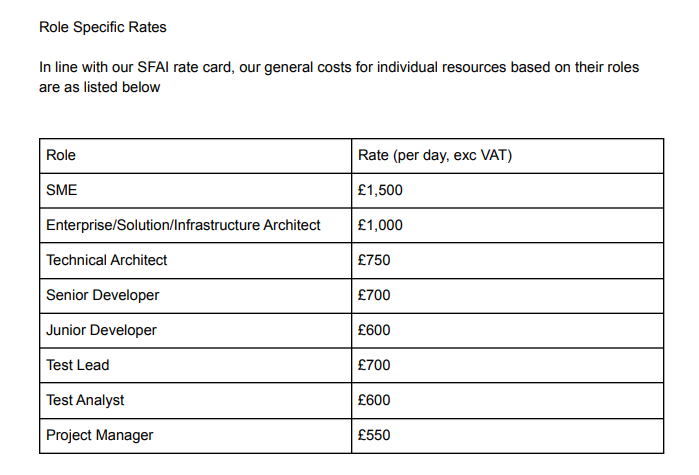 Role Specific Rates
In line with our SFAI rate card, our general costs for individual resources based on their roles
are as listed below
Role Rate (per day, exc VAT)
SME £1,500
Enterprise/Solution/Infrastructure Architect £1,000
Technical Architect £750
Senior Developer £700
Junior Developer £600
Test Lead £700
Test Analyst £600
Project Manager £550